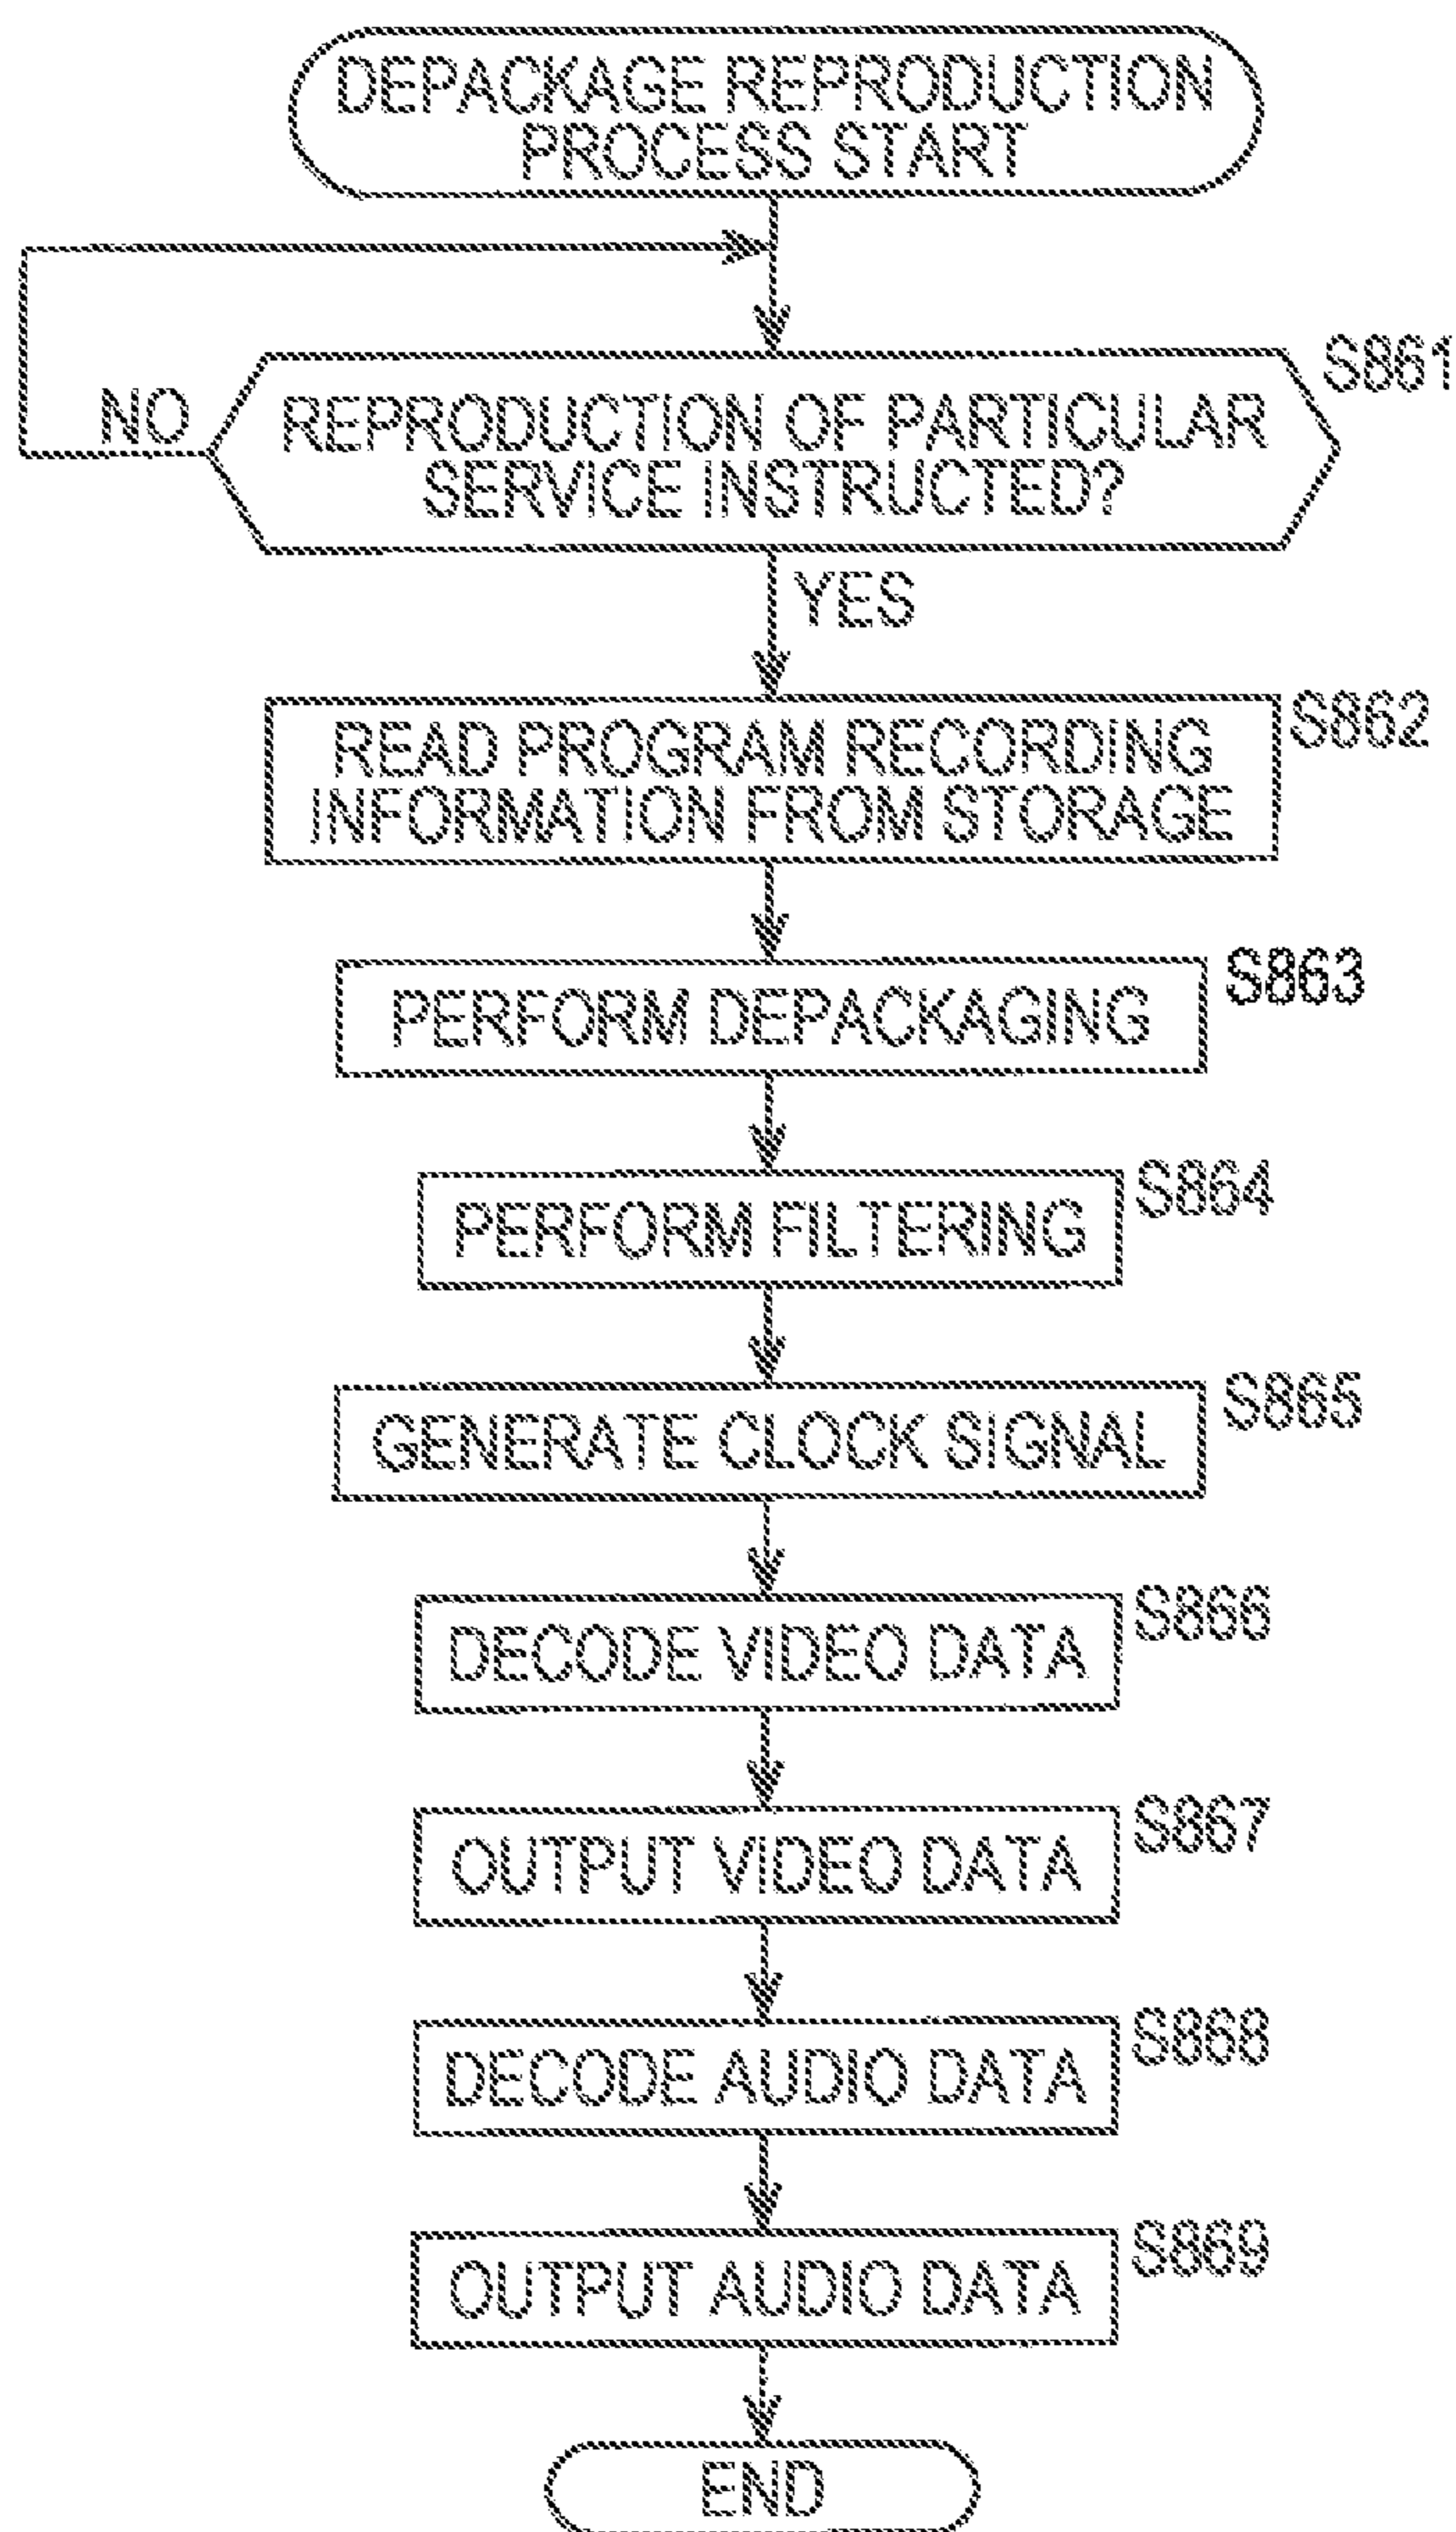 DEPACKAGE REPRODUCTION
PROCESS START
S861
NO
REPRODUCTION OF PARTICULAR
SERVICE INSTRUCTED?
YES
S862
READ PROGRAM RECORDING
INFORMATION FROM STORAGE
S863
PERFORM DEPACKAGING
S864
PERFORM FILTERING
S865
GENERATE CLOCK SIGNAL
S866
DECODE VIDEO DATA
S867
OUTPUT VIDEO DATA
S868
DECODE AUDIO DATA
S869
OUTPUT AUDIO DATA
END